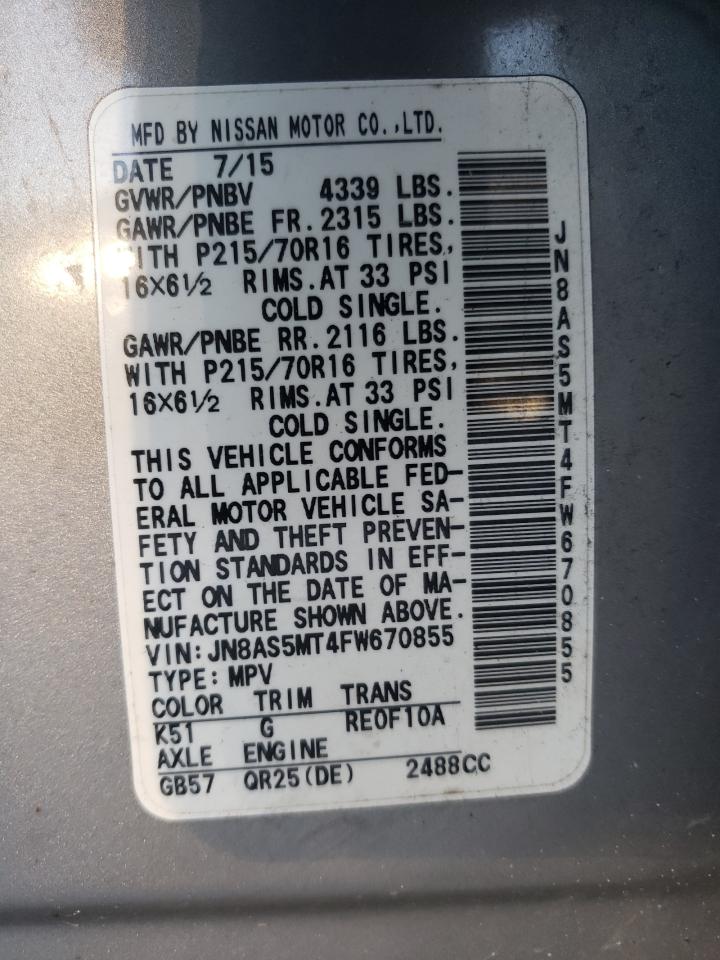 MFD BY NISSAN MOTOR CO.,LTD.
DATE 7/15
GVWR/PNBV 4339 LBS.
GAWR/PNBE FR.2315 LBS.
WITH P215/70R16 TIRES,
16X6½ RIMS.AT 33 PSI
COLD SINGLE.
GAWR/PNBE RR.2116 LBS.
WITH P215/70R16 TIRES,
16X6½ RIMS.AT 33 PSI
COLD SINGLE.
THIS VEHICLE CONFORMS
TO ALL APPLICABLE FED-
ERAL MOTOR VEHICLE SA-
FETY AND THEFT PREVEN-
TION STANDARDS IN EFF-
ECT ON THE DATE OF MA-
NUFACTURE SHOWN ABOVE.
VIN:JN8AS5MT4FW670855
TYPE:MPV
COLOR TRIM TRANS
K51 G RE0F10A
AXLE ENGINE
GB57 QR25(DE) 2488CC
JN8AS5MT4FW670855